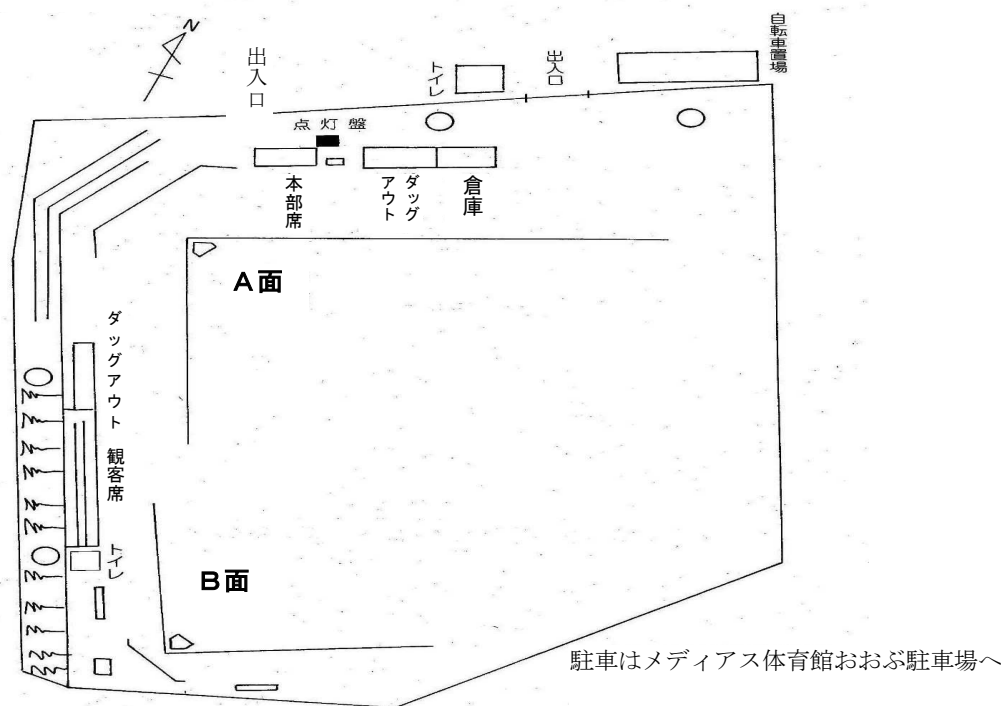 N
出入口
トイレ
出入口
自転車置場
点灯盤
本部席
ダッグ
アウト
倉庫
A面
ダッグアウト
観客席
トイレ
B面
駐車はメディアス体育館おおぶ駐車場へ